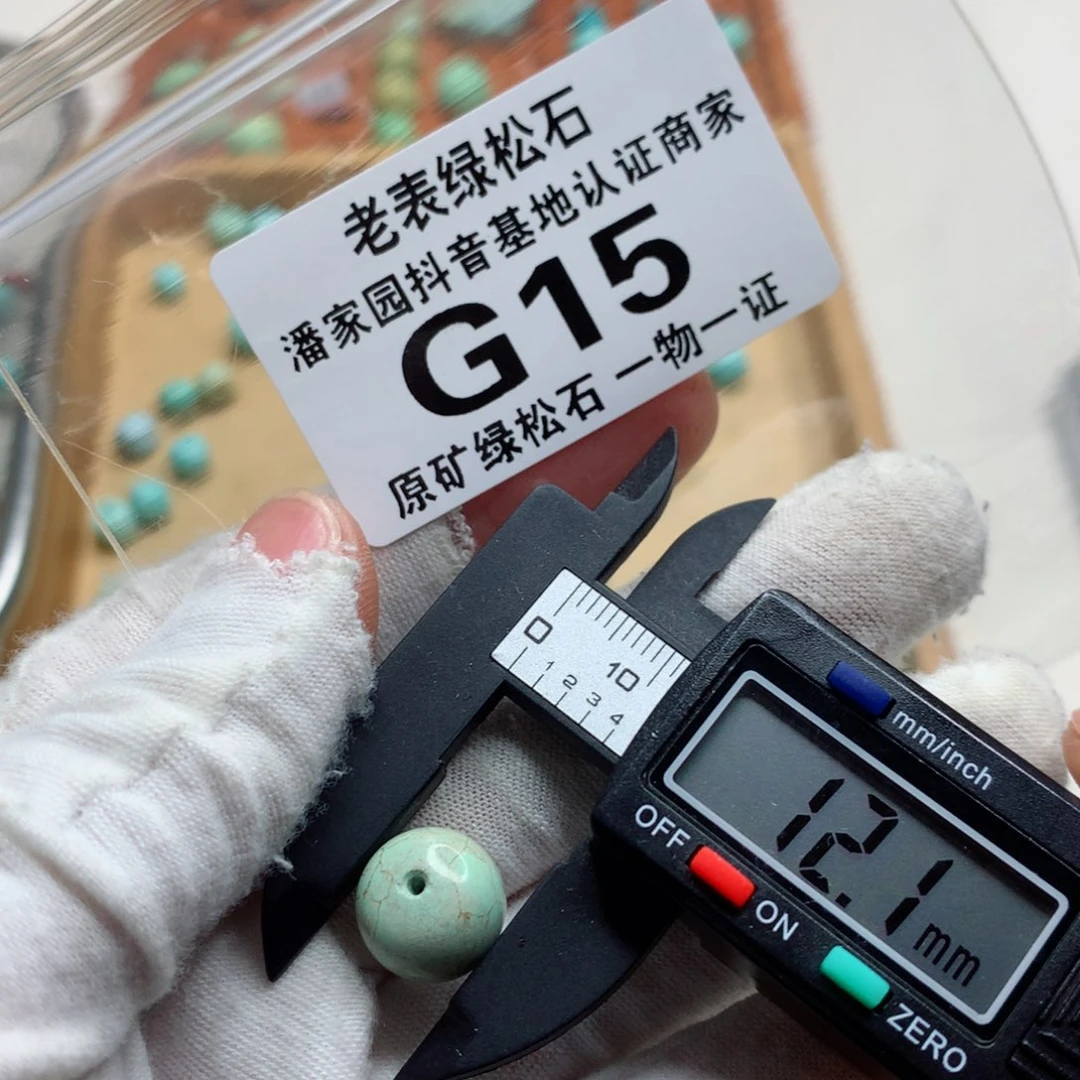 老表绿松石
潘家园抖音基地认证商家
G15
原矿绿松石 一物一证
0
10
1 2 3 4
mm/inch
12.1 mm
OFF
ON
ZERO